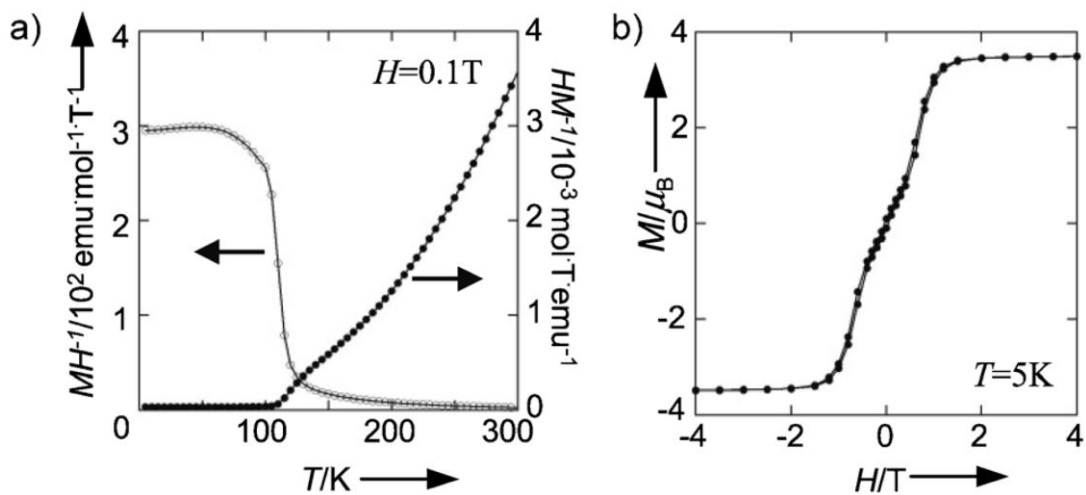 a)
MH⁻¹/10² emu·mol⁻¹·T⁻¹
4
3
2
1
0
H=0.1T
4
3
2
1
0
HM⁻¹/10⁻³ mol·T·emu⁻¹
0 100 200 300
T/K
b)
M/μB
4
2
0
-2
-4
T=5K
-4 -2 0 2 4
H/T